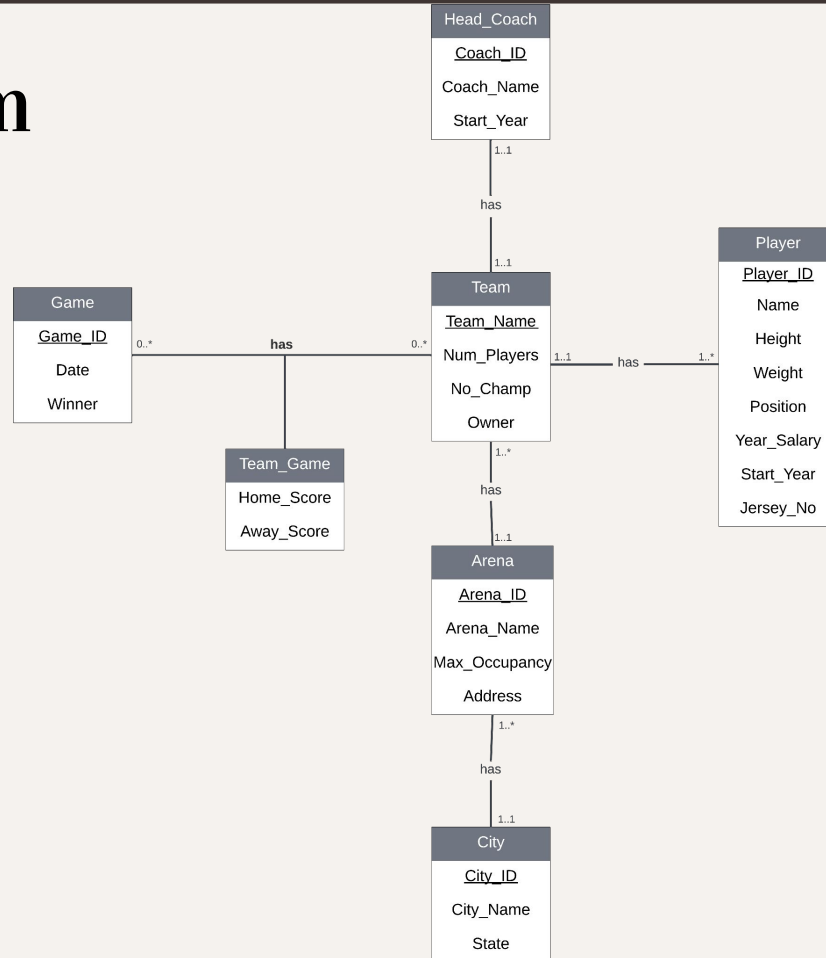 m
Head_Coach
Coach_ID
Coach_Name
Start_Year
1..1
has
1..1
Team
Team_Name
Num_Players
No_Champ
Owner
Game
Game_ID
Date
Winner
0..*
has
0..*
Team_Game
Home_Score
Away_Score
1..1
has
1..*
Player
Player_ID
Name
Height
Weight
Position
Year_Salary
Start_Year
Jersey_No
1..*
has
1..1
Arena
Arena_ID
Arena_Name
Max_Occupancy
Address
1..*
has
1..1
City
City_ID
City_Name
State